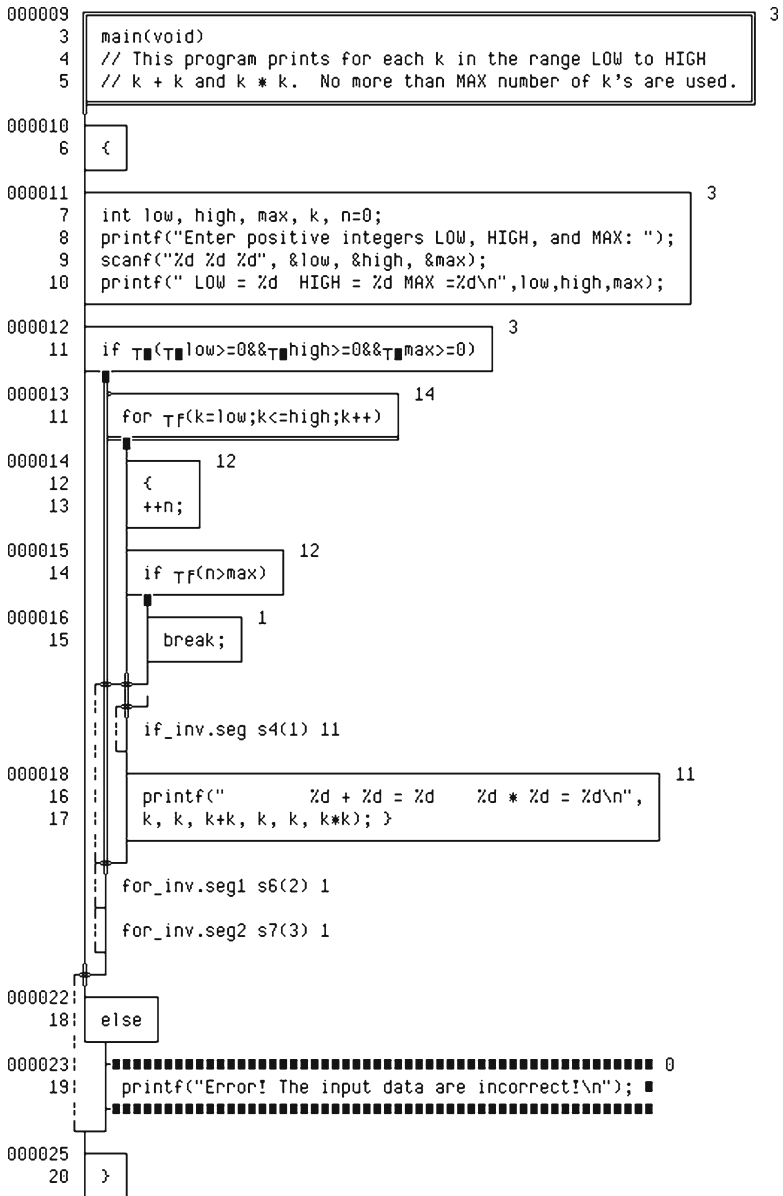 000009 3
3 main(void)
4 // This program prints for each k in the range LOW to HIGH
5 // k + k and k * k.  No more than MAX number of k's are used.
000010
6 {
000011 3
7 int low, high, max, k, n=0;
8 printf("Enter positive integers LOW, HIGH, and MAX: ");
9 scanf("%d %d %d", &low, &high, &max);
10 printf(" LOW = %d  HIGH = %d MAX =%d\n",low,high,max);
000012 3
11 if T■(T■low>=0&&T■high>=0&&T■max>=0)
000013 14
11 for TF(k=low;k<=high;k++)
000014 12
12 {
13 ++n;
000015 12
14 if TF(n>max)
000016 1
15 break;
if_inv.seg s4(1) 11
000018 11
16 printf("        %d + %d = %d    %d * %d = %d\n",
17 k, k, k+k, k, k, k*k); }
for_inv.seg1 s6(2) 1
for_inv.seg2 s7(3) 1
000022
18 else
000023 0
19 printf("Error! The input data are incorrect!\n");
000025
20 }